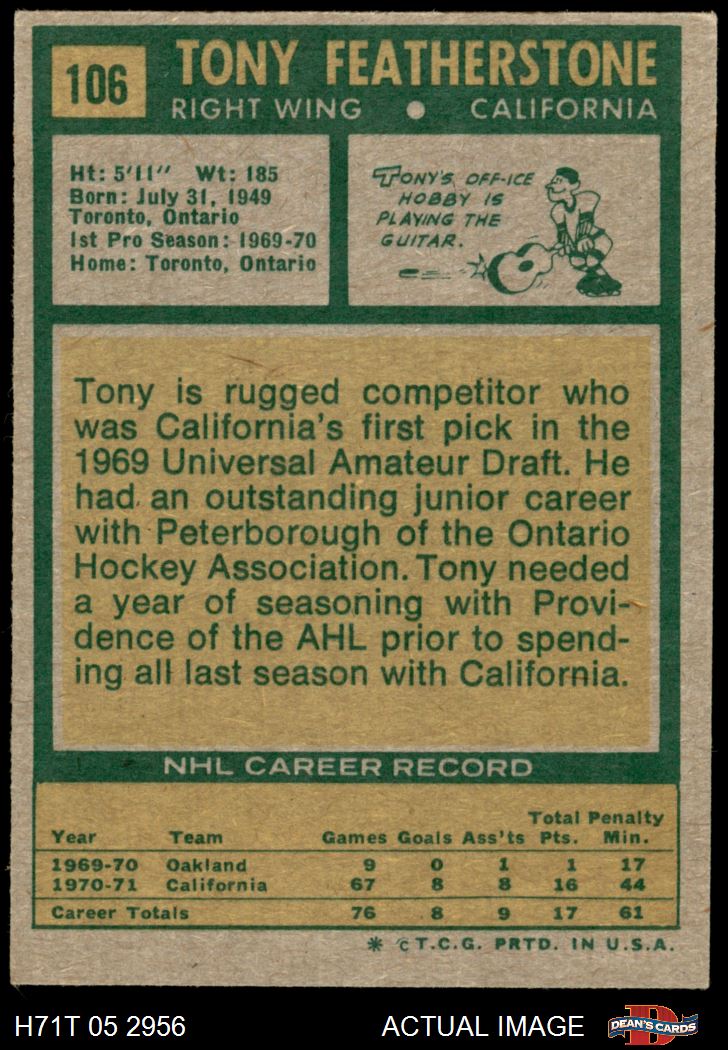 106
TONY FEATHERSTONE
RIGHT WING ● CALIFORNIA
Ht: 5'11" Wt: 185
Born: July 31, 1949
Toronto, Ontario
1st Pro Season: 1969-70
Home: Toronto, Ontario
TONY'S OFF-ICE
HOBBY IS
PLAYING THE
GUITAR.
Tony is rugged competitor who
was California's first pick in the
1969 Universal Amateur Draft. He
had an outstanding junior career
with Peterborough of the Ontario
Hockey Association. Tony needed
a year of seasoning with Provi-
dence of the AHL prior to spend-
ing all last season with California.
NHL CAREER RECORD
Total Penalty
Year Team Games Goals Ass'ts Pts. Min.
1969-70 Oakland 9 0 1 1 17
1970-71 California 67 8 8 16 44
Career Totals 76 8 9 17 61
* © T.C.G. PRTD. IN U.S.A.
H71T 05 2956 ACTUAL IMAGE D DEAN'S CARDS